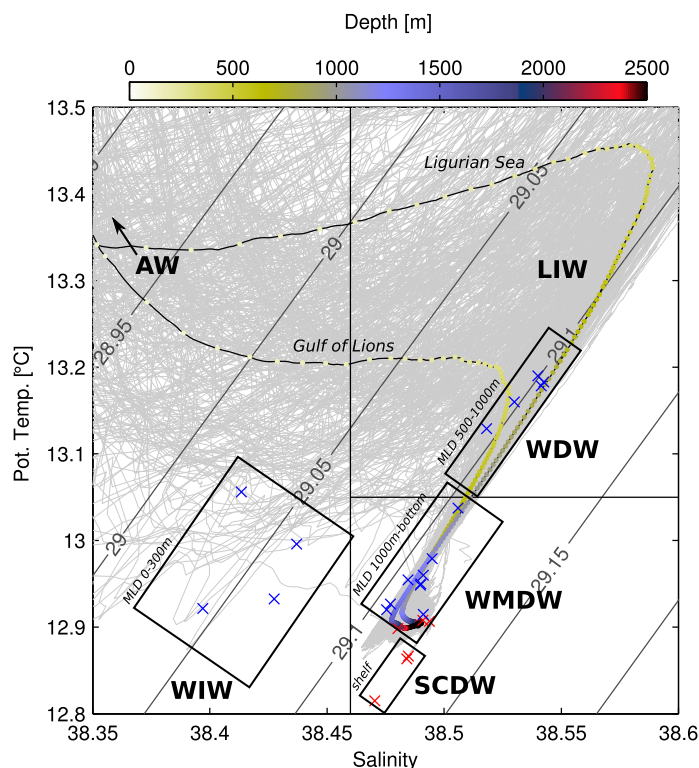 Depth [m]
0 500 1000 1500 2000 2500
13.5
13.4
13.3
13.2
13.1
13
12.9
12.8
Pot. Temp. [ºC]
Ligurian Sea
29.05
AW
29
LIW
28.95
Gulf of Lions
29.1
MLD 500-1000m
WDW
29.05
29
MLD 0-300m
MLD 1000m-bottom
29.15
WMDW
29.1
shelf
SCDW
WIW
38.35 38.4 38.45 38.5 38.55 38.6
Salinity